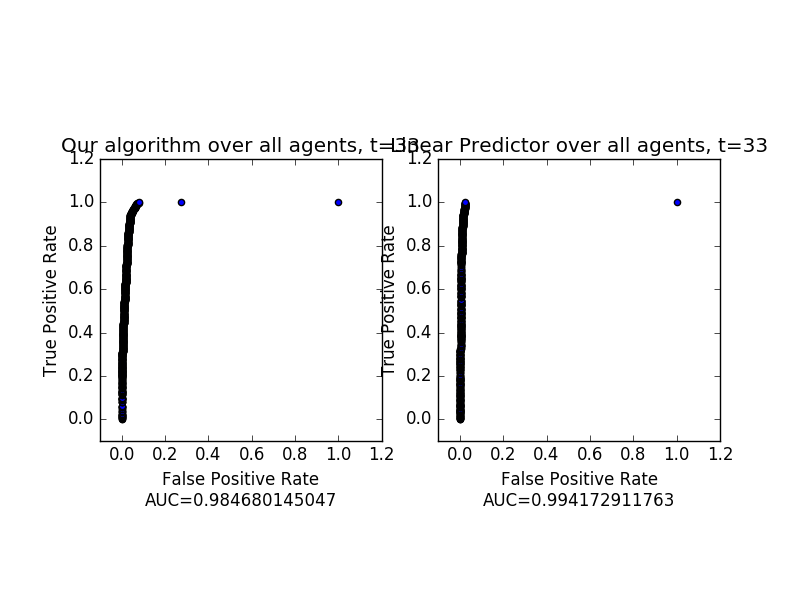 Our algorithm over all agents, t=33
Linear Predictor over all agents, t=33
1.2
1.0
0.8
0.6
0.4
0.2
0.0
True Positive Rate
0.0 0.2 0.4 0.6 0.8 1.0 1.2
False Positive Rate
AUC=0.984680145047
1.2
1.0
0.8
0.6
0.4
0.2
0.0
True Positive Rate
0.0 0.2 0.4 0.6 0.8 1.0 1.2
False Positive Rate
AUC=0.994172911763